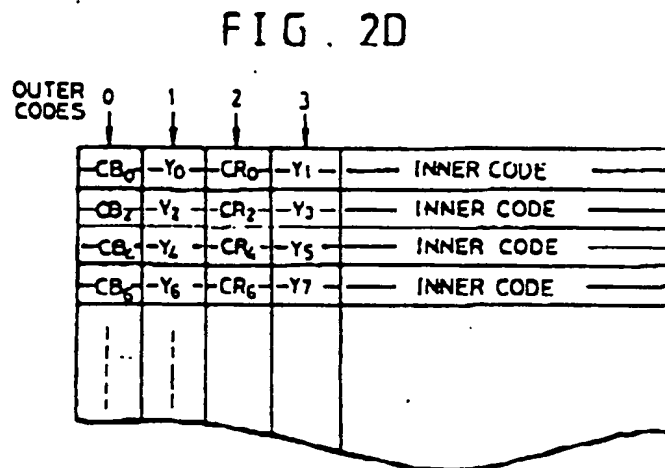 FIG. 2D
OUTER CODES 0 1 2 3
CB₀ Y₀ CR₀ Y₁ INNER CODE
CB₂ Y₂ CR₂ Y₃ INNER CODE
CB₄ Y₄ CR₄ Y₅ INNER CODE
CB₆ Y₆ CR₆ Y7 INNER CODE